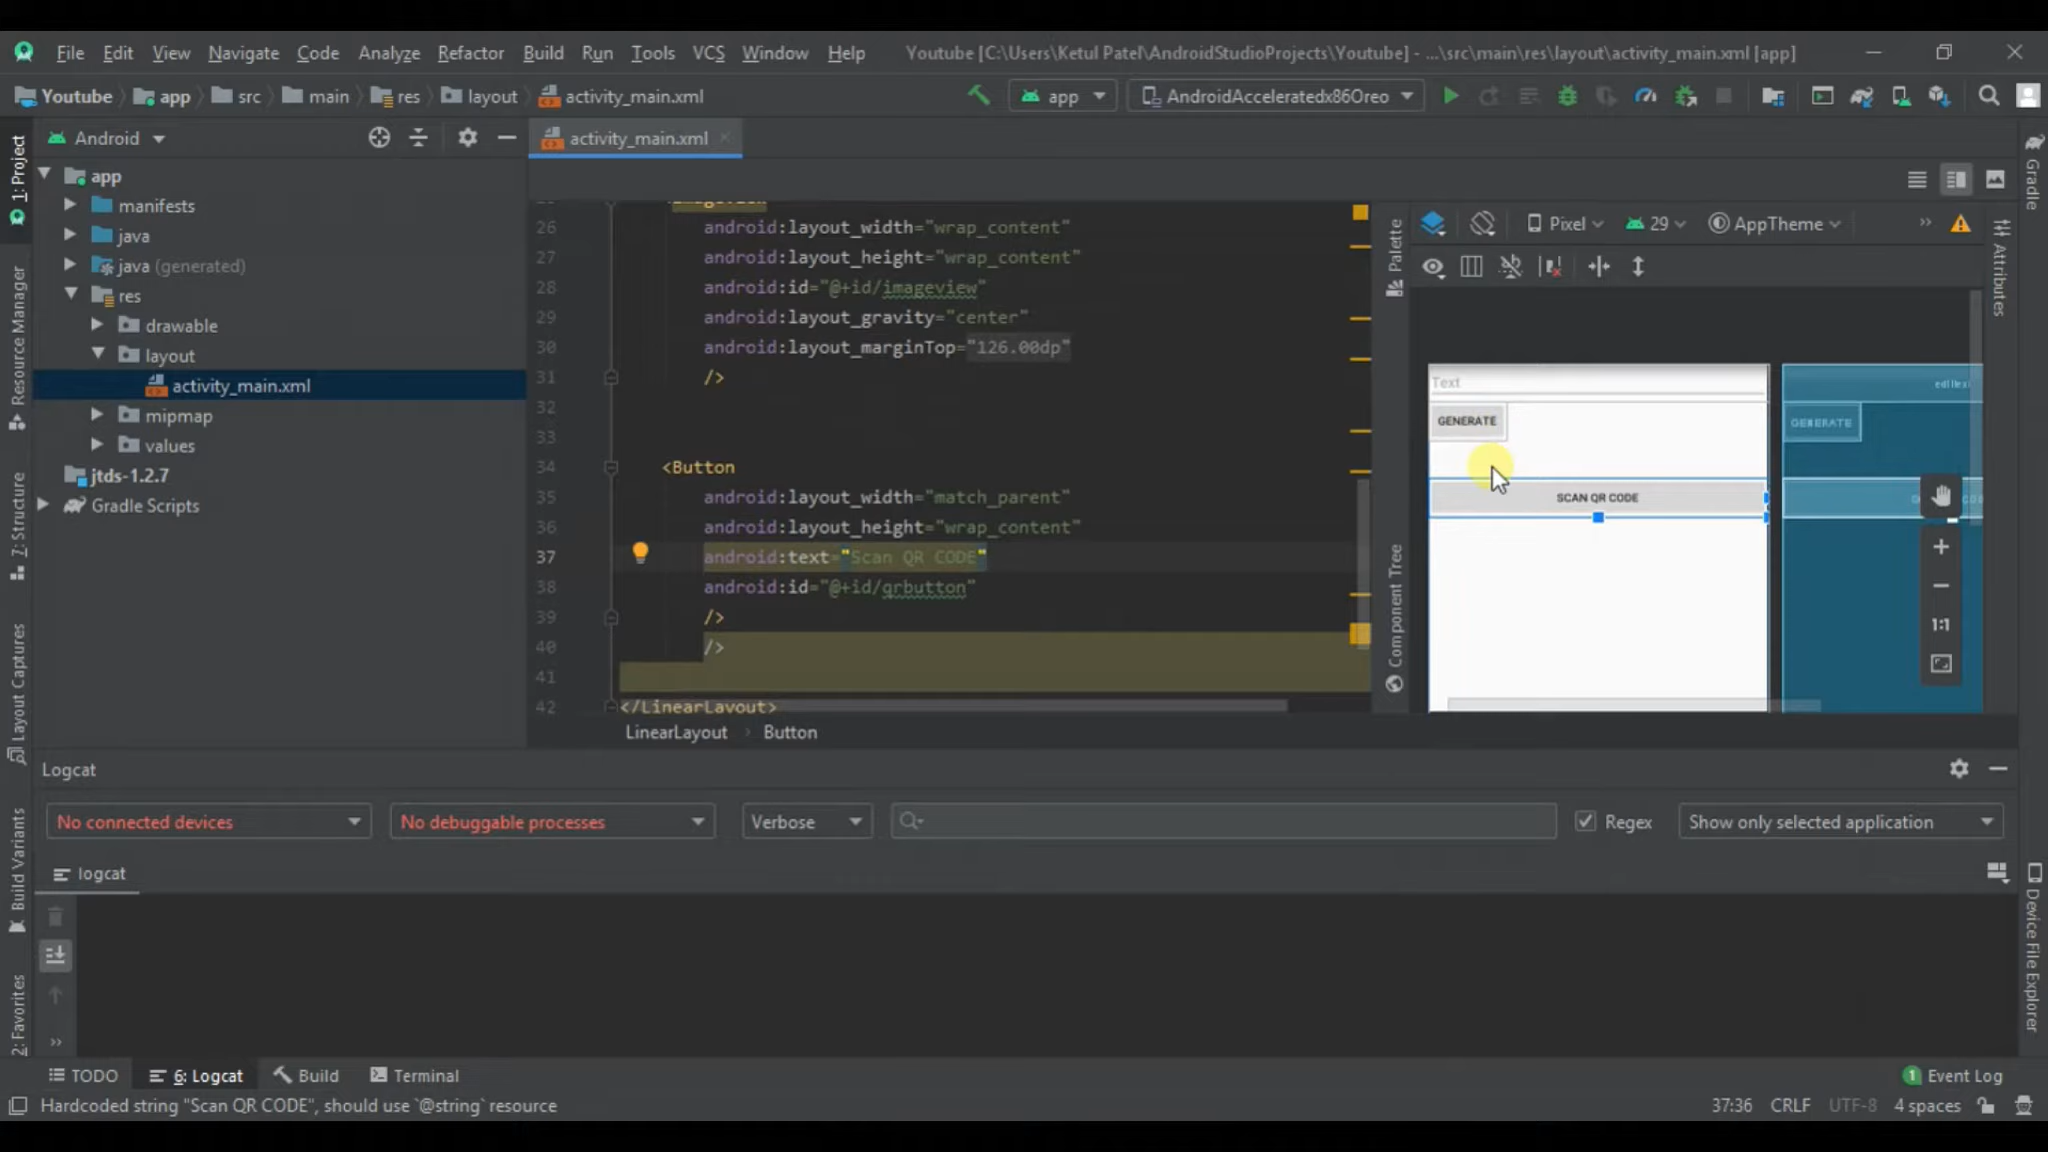 File Edit View Navigate Code Analyze Refactor Build Run Tools VCS Window Help Youtube [C:\Users\Ketul Patel\AndroidStudioProjects\Youtube] - ...\src\main\res\layout\activity_main.xml [app]
Youtube app src main res layout activity_main.xml app AndroidAcceleratedx86Oreo
Android activity_main.xml
1: Project
Resource Manager
7: Structure
Layout Captures
Build Variants
2: Favorites
app
manifests
java
java (generated)
res
drawable
layout
activity_main.xml
mipmap
values
jtds-1.2.7
Gradle Scripts
26 android:layout_width="wrap_content"
27 android:layout_height="wrap_content"
28 android:id="@+id/imageview"
29 android:layout_gravity="center"
30 android:layout_marginTop="126.00dp"
31 />
32
33
34 <Button
35 android:layout_width="match_parent"
36 android:layout_height="wrap_content"
37 android:text="Scan QR CODE"
38 android:id="@+id/qrbutton"
39 />
40 />
41
42 </LinearLayout>
LinearLayout › Button
Palette
Component Tree
Pixel 29 AppTheme
Text
GENERATE
SCAN QR CODE
GENERATE
1:1
Gradle
Attributes
Device File Explorer
Logcat
No connected devices No debuggable processes Verbose Regex Show only selected application
logcat
TODO 6: Logcat Build Terminal 1 Event Log
Hardcoded string "Scan QR CODE", should use `@string` resource 37:36 CRLF UTF-8 4 spaces